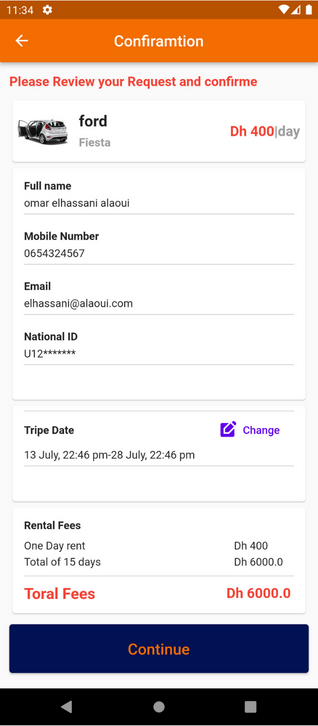 11:34
Confiramtion
Please Review your Request and confirme
ford
Dh 400|day
Fiesta
Full name
omar elhassani alaoui
Mobile Number
0654324567
Email
elhassani@alaoui.com
National ID
U12*******
Tripe Date
Change
13 July, 22:46 pm-28 July, 22:46 pm
Rental Fees
One Day rent Dh 400
Total of 15 days Dh 6000.0
Toral Fees Dh 6000.0
Continue